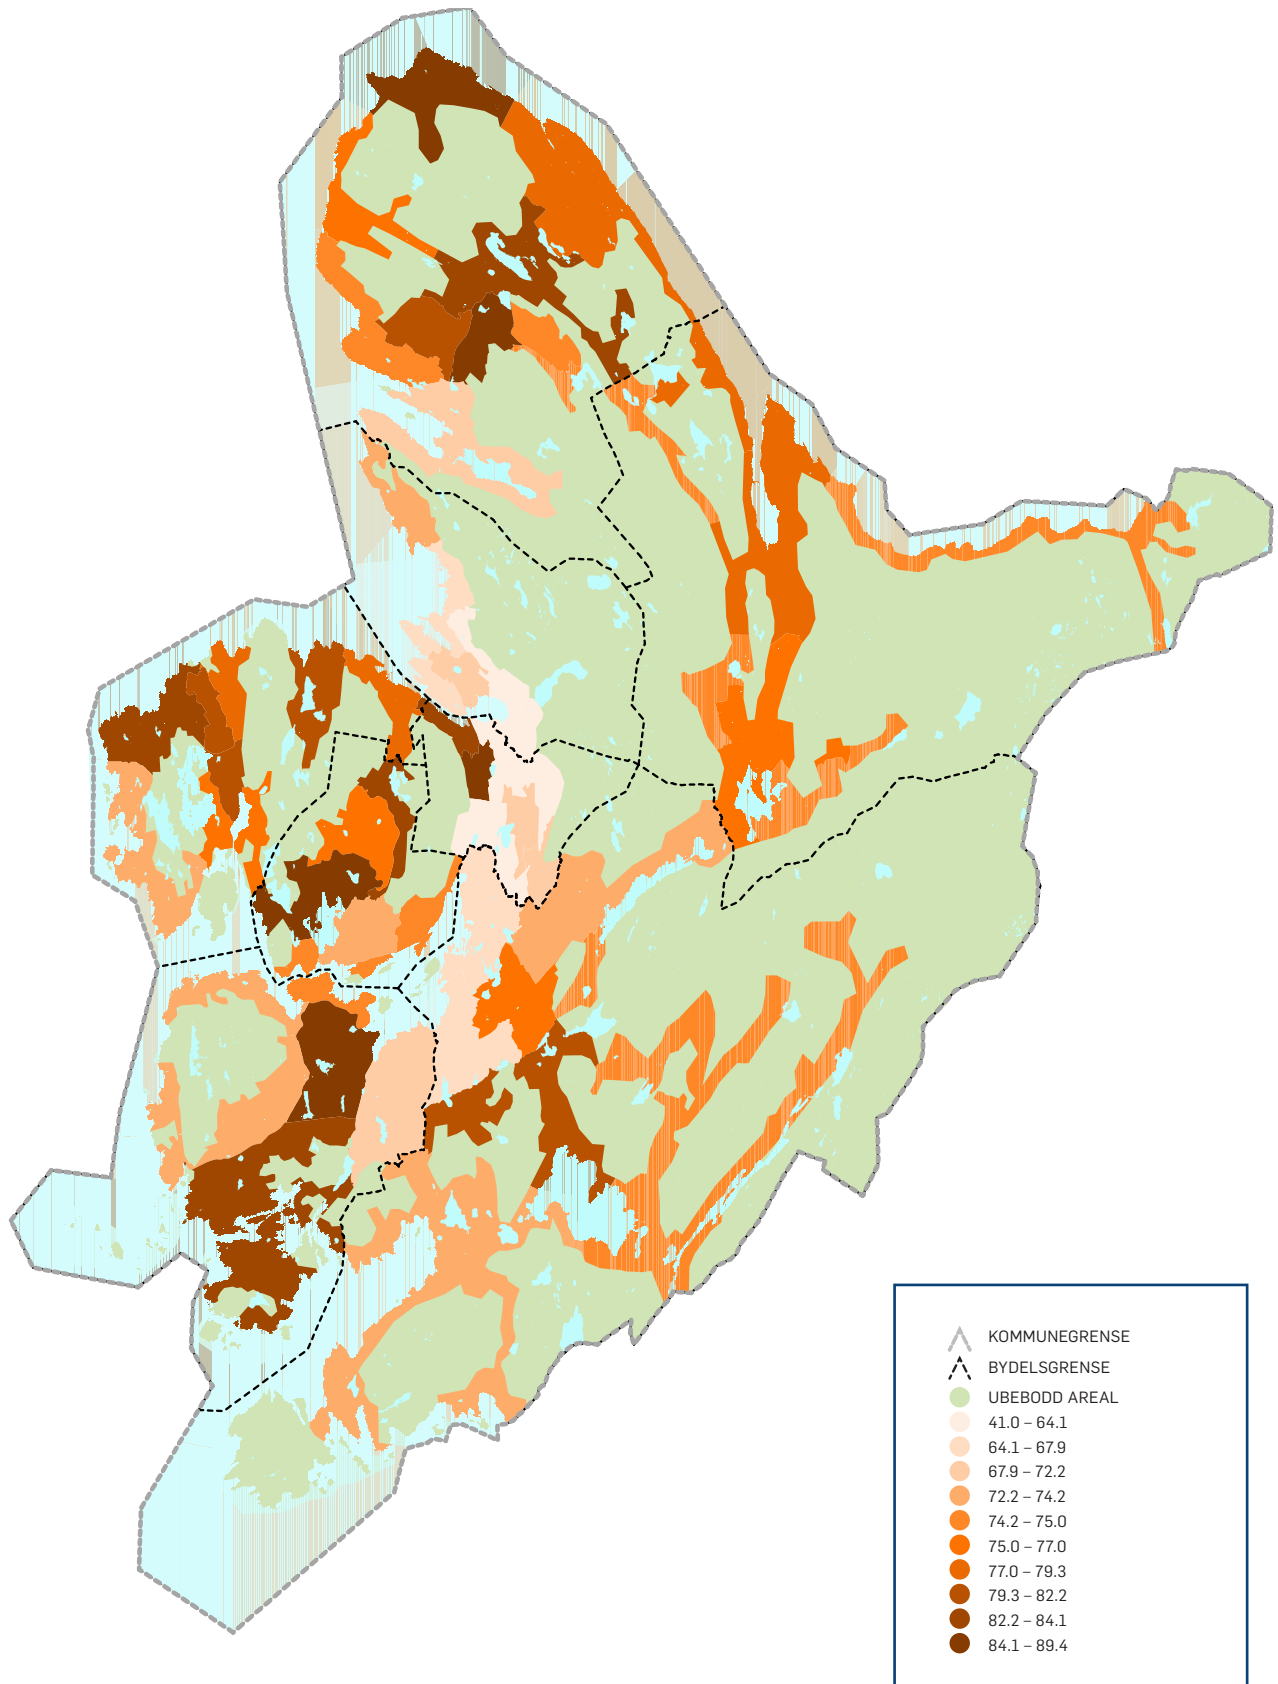 KOMMUNEGRENSE
BYDELSGRENSE
UBEBODD AREAL
41.0 – 64.1
64.1 – 67.9
67.9 – 72.2
72.2 – 74.2
74.2 – 75.0
75.0 – 77.0
77.0 – 79.3
79.3 – 82.2
82.2 – 84.1
84.1 – 89.4